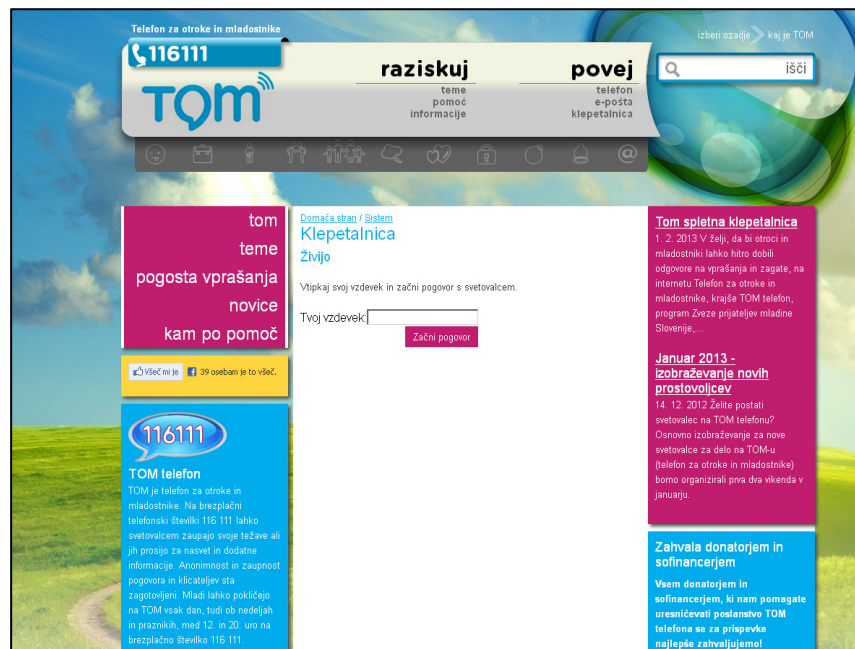 Telefon za otroke in mladostnike
116111
TOM
raziskuj
teme
pomoč
informacije
povej
telefon
e-pošta
klepetalnica
izberi ozadje
kaj je TOM
išči
@
tom
teme
pogosta vprašanja
novice
kam po pomoč
Všeč mi je
39 osebam je to všeč.
116111
TOM telefon
TOM je telefon za otroke in
mladostnike. Na brezplačni
telefonski številki 116 111 lahko
svetovalcem zaupajo svoje težave ali
jih prosijo za nasvet in dodatne
informacije. Anonimnost in zaupnost
pogovora in klicateljev sta
zagotovljeni. Mladi lahko pokličejo
na TOM vsak dan, tudi ob nedeljah
in praznikih, med 12. in 20. uro na
brezplačno številko 116 111.
Domača stran / Sistem
Klepetalnica
Živijo
Vtipkaj svoj vzdevek in začni pogovor s svetovalcem.
Tvoj vzdevek:
Začni pogovor
Tom spletna klepetalnica
1. 2. 2013 V želji, da bi otroci in
mladostniki lahko hitro dobili
odgovore na vprašanja in zagate, na
internetu Telefon za otroke in
mladostnike, krajše TOM telefon,
program Zveze prijateljev mladine
Slovenije,...
Januar 2013 -
izobraževanje novih
prostovoljcev
14. 12. 2012 Želite postati
svetovalec na TOM telefonu?
Osnovno izobraževanje za nove
svetovalce za delo na TOM-u
(telefon za otroke in mladostnike)
bomo organizirali prva dva vikenda v
januarju.
Zahvala donatorjem in
sofinancerjem
Vsem donatorjem in
sofinancerjem, ki nam pomagate
uresničevati poslanstvo TOM
telefona se za prispevke
najlepše zahvaljujemo!